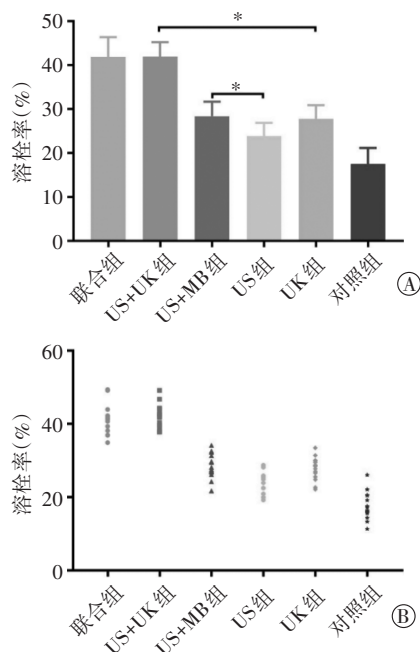 50
40
30
20
10
0
溶栓率(%)
*
*
联合组
US+UK组
US+MB组
US组
UK组
对照组
A
60
40
20
0
溶栓率(%)
联合组
US+UK组
US+MB组
US组
UK组
对照组
B